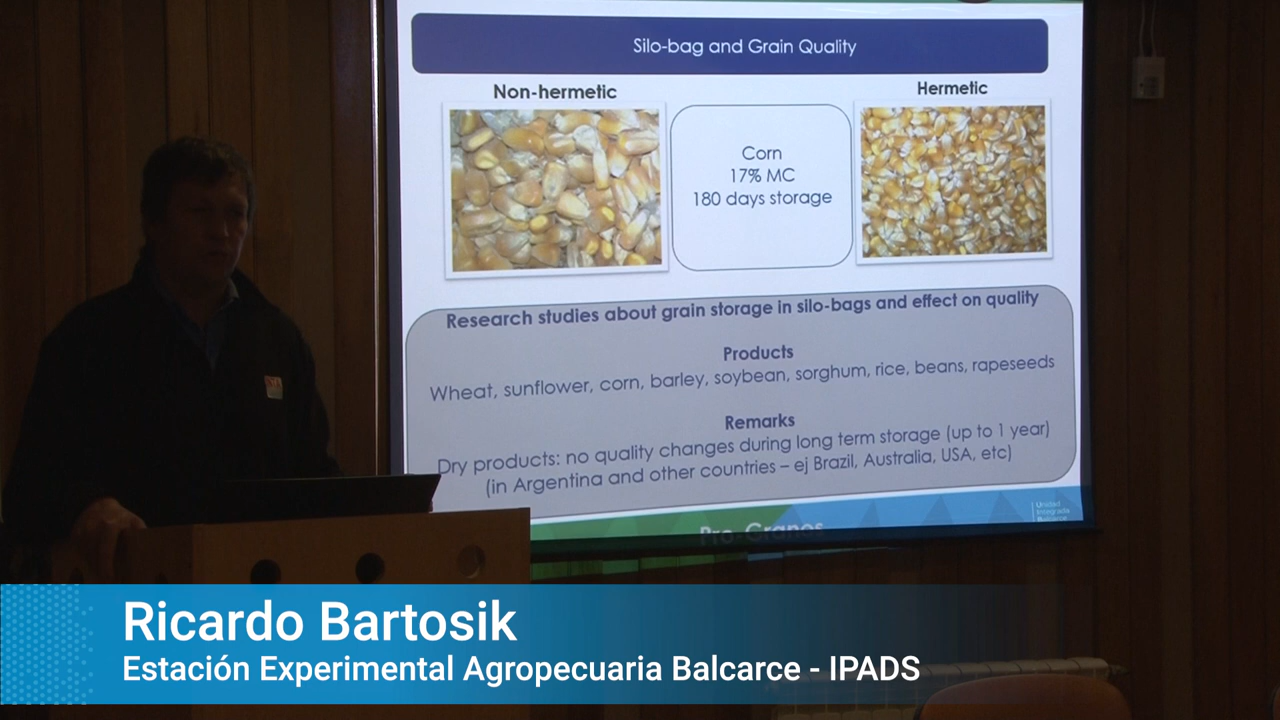 Silo-bag and Grain Quality
Non-hermetic
Hermetic
Corn
17% MC
180 days storage
Research studies about grain storage in silo-bags and effect on quality
Products
Wheat, sunflower, corn, barley, soybean, sorghum, rice, beans, rapeseeds
Remarks
Dry products: no quality changes during long term storage (up to 1 year)
(in Argentina and other countries – ej Brazil, Australia, USA, etc)
Unidad
Integrada
Balcarce
Pro-Granos
Ricardo Bartosik
Estación Experimental Agropecuaria Balcarce - IPADS